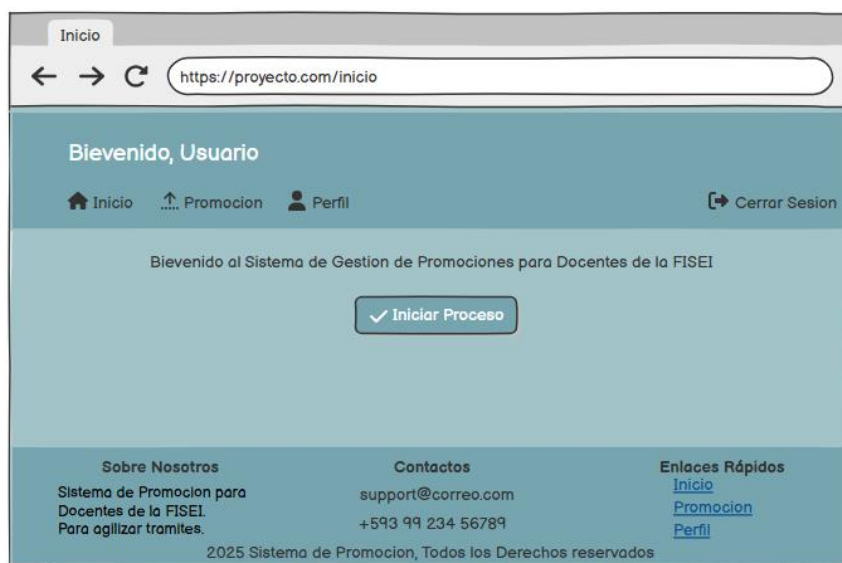 Inicio
https://proyecto.com/inicio
Bievenido, Usuario
Inicio Promocion Perfil Cerrar Sesion
Bievenido al Sistema de Gestion de Promociones para Docentes de la FISEI
Iniciar Proceso
Sobre Nosotros
Sistema de Promocion para
Docentes de la FISEI.
Para agilizar tramites.
Contactos
support@correo.com
+593 99 234 56789
Enlaces Rápidos
Inicio
Promocion
Perfil
2025 Sistema de Promocion, Todos los Derechos reservados